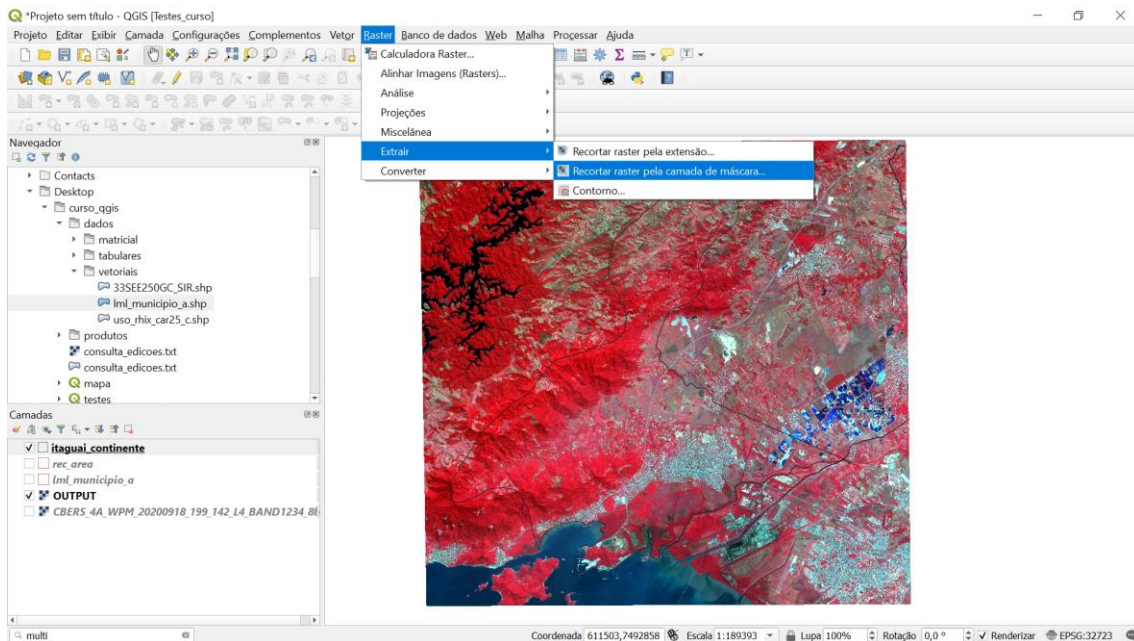 *Projeto sem título - QGIS [Testes_curso]
Projeto Editar Exibir Camada Configurações Complementos Vetor Raster Banco de dados Web Malha Processar Ajuda
Calculadora Raster...
Alinhar Imagens (Rasters)...
Análise
Projeções
Miscelânea
Extrair
Converter
Recortar raster pela extensão...
Recortar raster pela camada de máscara...
Contorno...
Navegador
Contacts
Desktop
curso_qgis
dados
matricial
tabulares
vetoriais
33SEE250GC_SIR.shp
lml_municipio_a.shp
uso_rhix_car25_c.shp
produtos
consulta_edicoes.txt
consulta_edicoes.txt
mapa
testes
Camadas
itaguai_continente
rec_area
lml_municipio_a
OUTPUT
CBERS_4A_WPM_20200918_199_142_L4_BAND1234_8
multi
Coordenada 611503,7492858 Escala 1:189393 Lupa 100% Rotação 0,0 ° Renderizar EPSG:32723